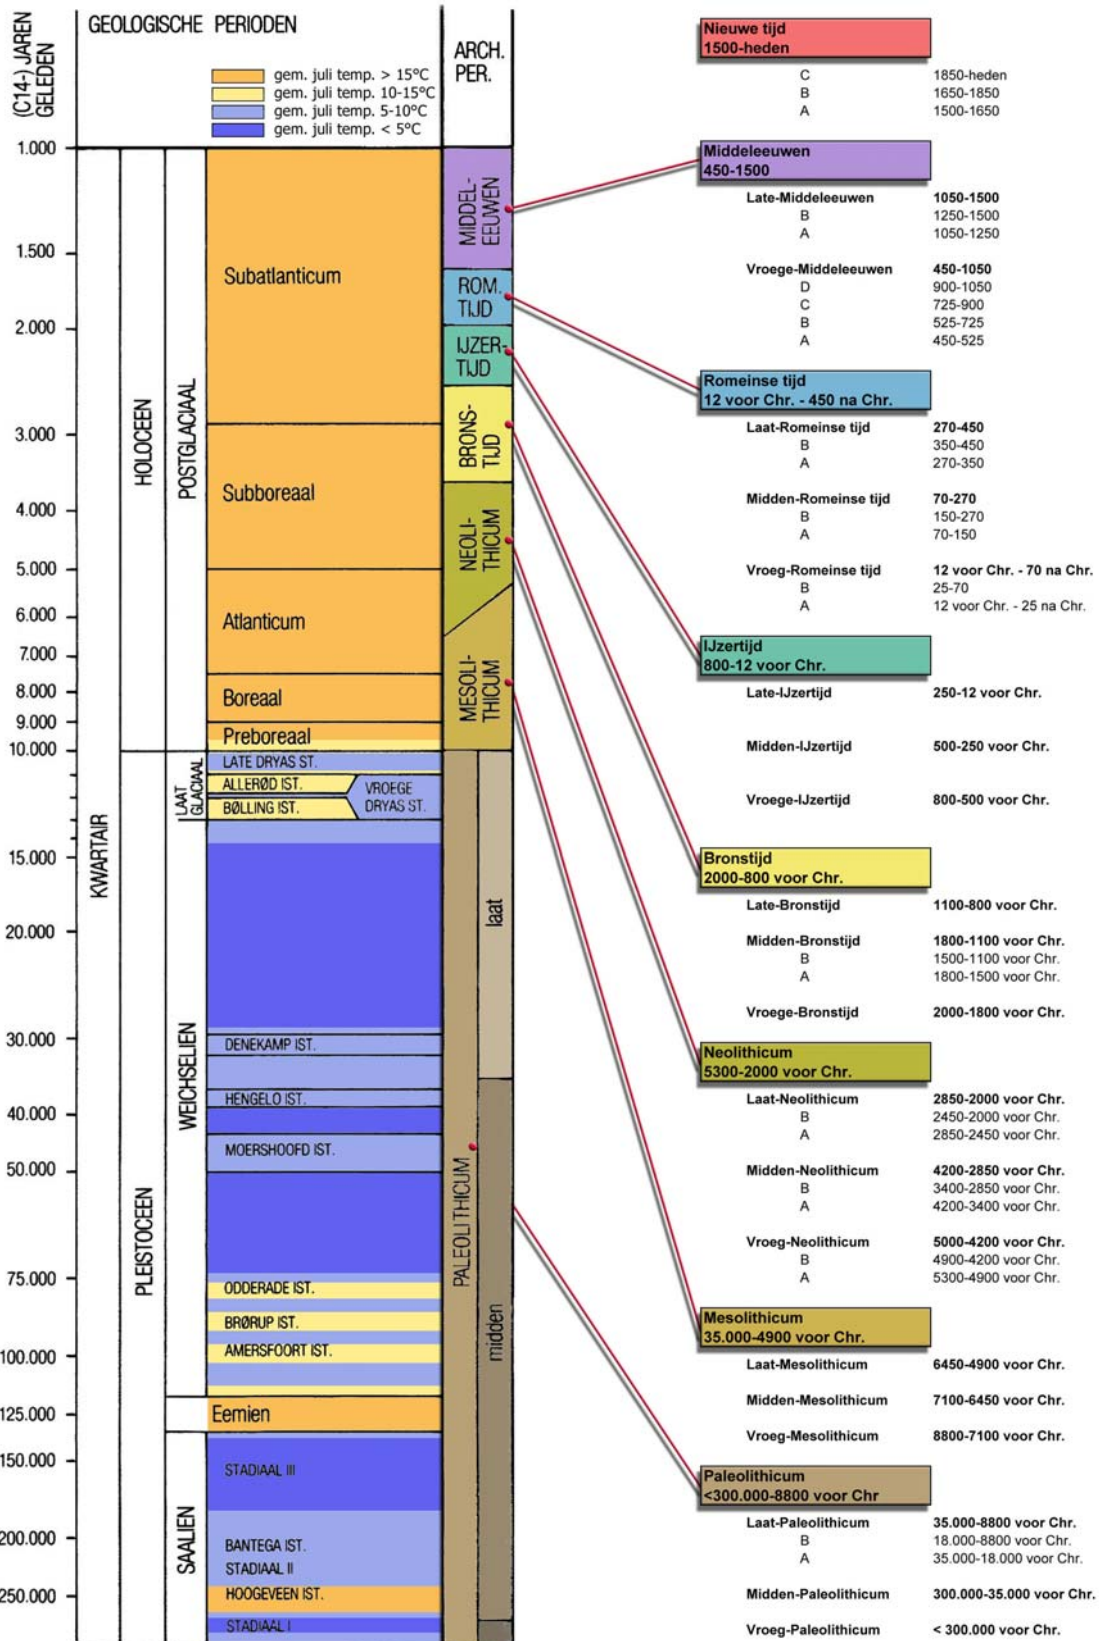 (C14-) JAREN
GELEDEN
GEOLOGISCHE PERIODEN
gem. juli temp. > 15°C
gem. juli temp. 10-15°C
gem. juli temp. 5-10°C
gem. juli temp. < 5°C
ARCH.
PER.
1.000
1.500
2.000
3.000
4.000
5.000
6.000
7.000
8.000
9.000
10.000
15.000
20.000
30.000
40.000
50.000
75.000
100.000
125.000
150.000
200.000
250.000
KWARTAIR
HOLOCEEN
PLEISTOCEEN
POSTGLACIAAL
LAAT
GLACIAAL
WEICHSELIEN
SAALIEN
Subatlanticum
Subboreaal
Atlanticum
Boreaal
Preboreaal
LATE DRYAS ST.
ALLERØD IST.
VROEGE
DRYAS ST.
BØLLING IST.
DENEKAMP IST.
HENGELO IST.
MOERSHOOFD IST.
ODDERADE IST.
BRØRUP IST.
AMERSFOORT IST.
Eemien
STADIAAL III
BANTEGA IST.
STADIAAL II
HOOGEVEEN IST.
STADIAAL I
MIDDEL-
EEUWEN
ROM.
TIJD
IJZER-
TIJD
BRONS-
TIJD
NEOLI-
THICUM
MESOLI-
THICUM
PALEOLITHICUM
laat
midden
Nieuwe tijd
1500-heden
C 1850-heden
B 1650-1850
A 1500-1650
Middeleeuwen
450-1500
Late-Middeleeuwen 1050-1500
B 1250-1500
A 1050-1250
Vroege-Middeleeuwen 450-1050
D 900-1050
C 725-900
B 525-725
A 450-525
Romeinse tijd
12 voor Chr. - 450 na Chr.
Laat-Romeinse tijd 270-450
B 350-450
A 270-350
Midden-Romeinse tijd 70-270
B 150-270
A 70-150
Vroeg-Romeinse tijd 12 voor Chr. - 70 na Chr.
B 25-70
A 12 voor Chr. - 25 na Chr.
IJzertijd
800-12 voor Chr.
Late-IJzertijd 250-12 voor Chr.
Midden-IJzertijd 500-250 voor Chr.
Vroege-IJzertijd 800-500 voor Chr.
Bronstijd
2000-800 voor Chr.
Late-Bronstijd 1100-800 voor Chr.
Midden-Bronstijd 1800-1100 voor Chr.
B 1500-1100 voor Chr.
A 1800-1500 voor Chr.
Vroege-Bronstijd 2000-1800 voor Chr.
Neolithicum
5300-2000 voor Chr.
Laat-Neolithicum 2850-2000 voor Chr.
B 2450-2000 voor Chr.
A 2850-2450 voor Chr.
Midden-Neolithicum 4200-2850 voor Chr.
B 3400-2850 voor Chr.
A 4200-3400 voor Chr.
Vroeg-Neolithicum 5000-4200 voor Chr.
B 4900-4200 voor Chr.
A 5300-4900 voor Chr.
Mesolithicum
35.000-4900 voor Chr.
Laat-Mesolithicum 6450-4900 voor Chr.
Midden-Mesolithicum 7100-6450 voor Chr.
Vroeg-Mesolithicum 8800-7100 voor Chr.
Paleolithicum
<300.000-8800 voor Chr
Laat-Paleolithicum 35.000-8800 voor Chr.
B 18.000-8800 voor Chr.
A 35.000-18.000 voor Chr.
Midden-Paleolithicum 300.000-35.000 voor Chr.
Vroeg-Paleolithicum < 300.000 voor Chr.